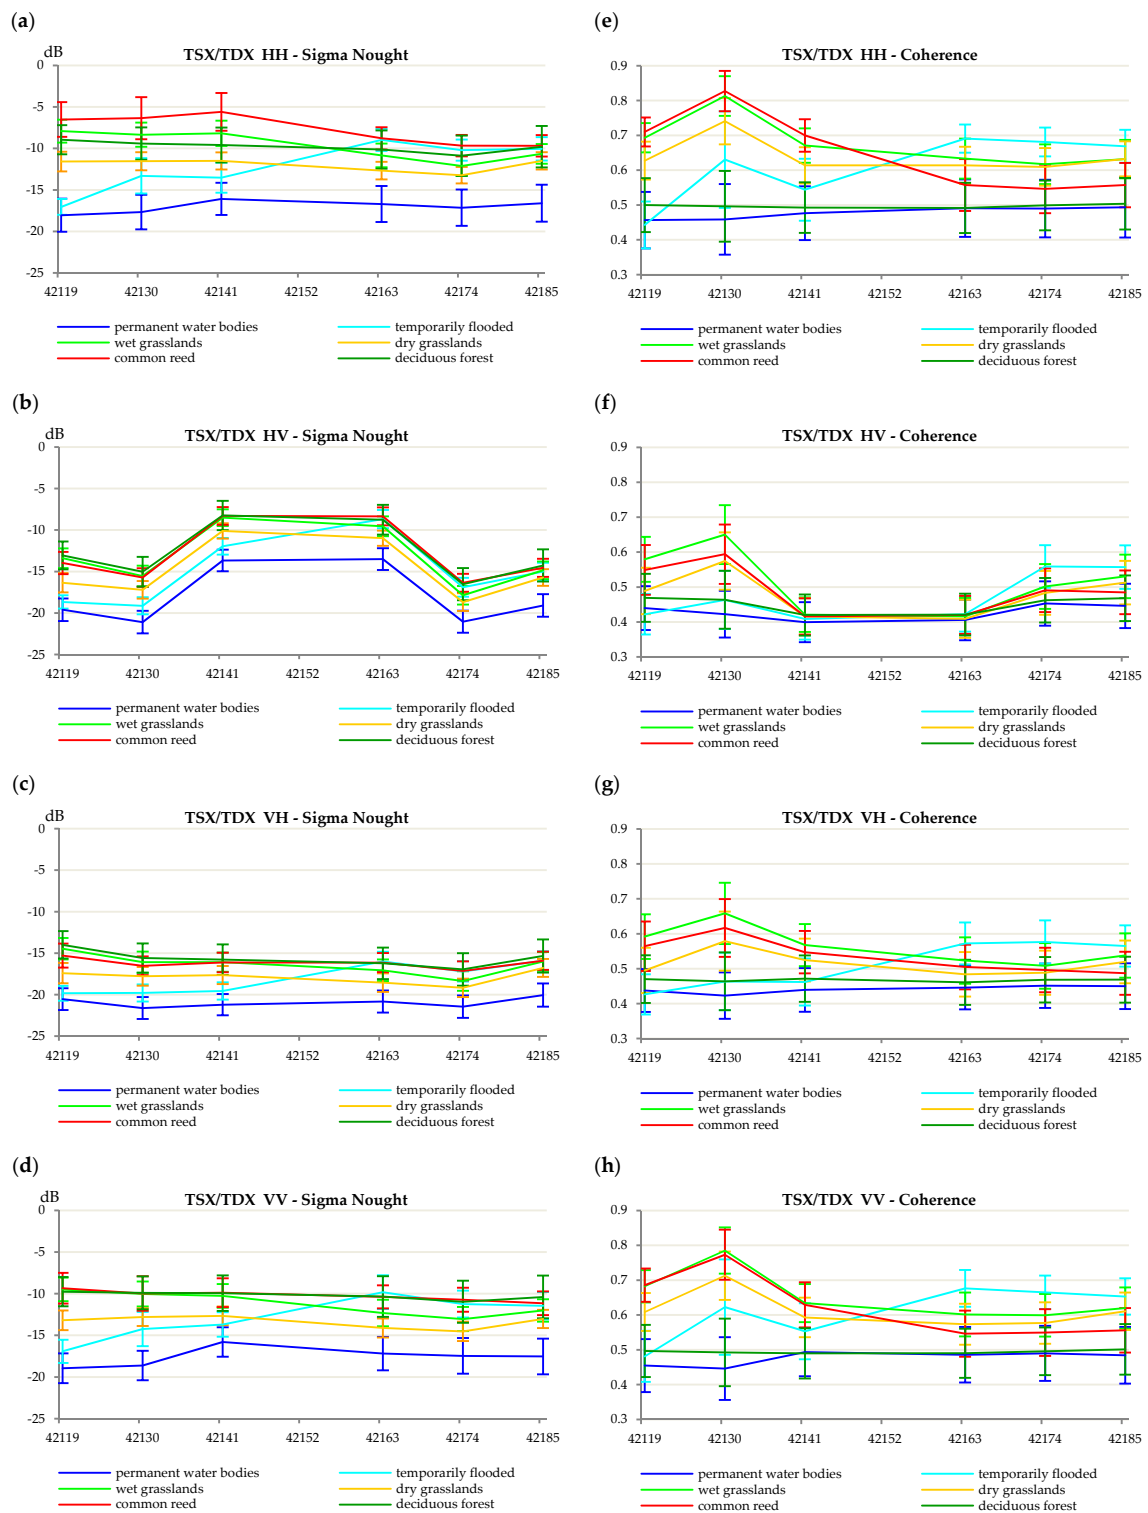 (a)
TSX/TDX HH - Sigma Nought
dB
0
-5
-10
-15
-20
-25
42119 42130 42141 42152 42163 42174 42185
permanent water bodies temporarily flooded
wet grasslands dry grasslands
common reed deciduous forest
(e)
TSX/TDX HH - Coherence
0.9
0.8
0.7
0.6
0.5
0.4
0.3
42119 42130 42141 42152 42163 42174 42185
permanent water bodies temporarily flooded
wet grasslands dry grasslands
common reed deciduous forest
(b)
TSX/TDX HV - Sigma Nought
dB
0
-5
-10
-15
-20
-25
42119 42130 42141 42152 42163 42174 42185
permanent water bodies temporarily flooded
wet grasslands dry grasslands
common reed deciduous forest
(f)
TSX/TDX HV - Coherence
0.9
0.8
0.7
0.6
0.5
0.4
0.3
42119 42130 42141 42152 42163 42174 42185
permanent water bodies temporarily flooded
wet grasslands dry grasslands
common reed deciduous forest
(c)
TSX/TDX VH - Sigma Nought
dB
0
-5
-10
-15
-20
-25
42119 42130 42141 42152 42163 42174 42185
permanent water bodies temporarily flooded
wet grasslands dry grasslands
common reed deciduous forest
(g)
TSX/TDX VH - Coherence
0.9
0.8
0.7
0.6
0.5
0.4
0.3
42119 42130 42141 42152 42163 42174 42185
permanent water bodies temporarily flooded
wet grasslands dry grasslands
common reed deciduous forest
(d)
TSX/TDX VV - Sigma Nought
dB
0
-5
-10
-15
-20
-25
42119 42130 42141 42152 42163 42174 42185
permanent water bodies temporarily flooded
wet grasslands dry grasslands
common reed deciduous forest
(h)
TSX/TDX VV - Coherence
0.9
0.8
0.7
0.6
0.5
0.4
0.3
42119 42130 42141 42152 42163 42174 42185
permanent water bodies temporarily flooded
wet grasslands dry grasslands
common reed deciduous forest